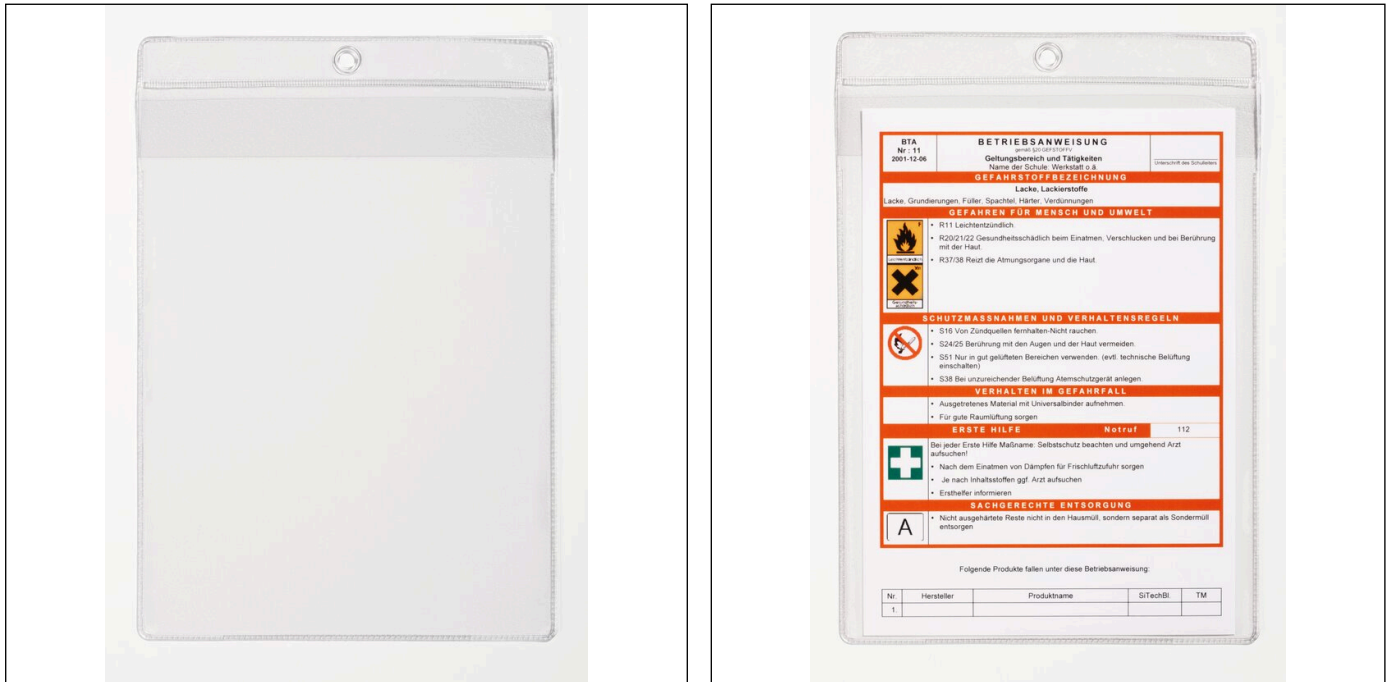 BTA
Nr : 11
2001-12-06
BETRIEBSANWEISUNG
gemäß §20 GEFSTOFFV
Geltungsbereich und Tätigkeiten
Name der Schule: Werkstatt o.ä.
Unterschrift des Schulleiters
GEFAHRSTOFFBEZEICHNUNG
Lacke, Lackierstoffe
Lacke, Grundierungen, Füller, Spachtel, Härter, Verdünnungen
GEFAHREN FÜR MENSCH UND UMWELT
F
Xn
Gesundheits-
schädlich
• R11 Leichtentzündlich.
• R20/21/22 Gesundheitsschädlich beim Einatmen, Verschlucken und bei Berührung
mit der Haut.
• R37/38 Reizt die Atmungsorgane und die Haut.
SCHUTZMASSNAHMEN UND VERHALTENSREGELN
• S16 Von Zündquellen fernhalten-Nicht rauchen.
• S24/25 Berührung mit den Augen und der Haut vermeiden.
• S51 Nur in gut gelüfteten Bereichen verwenden. (evtl. technische Belüftung
einschalten)
• S38 Bei unzureichender Belüftung Atemschutzgerät anlegen.
VERHALTEN IM GEFAHRFALL
• Ausgetretenes Material mit Universalbinder aufnehmen.
• Für gute Raumlüftung sorgen
ERSTE HILFE Notruf 112
Bei jeder Erste Hilfe Maßname: Selbstschutz beachten und umgehend Arzt
aufsuchen!
• Nach dem Einatmen von Dämpfen für Frischluftzufuhr sorgen
• Je nach Inhaltsstoffen ggf. Arzt aufsuchen
• Ersthelfer informieren
SACHGERECHTE ENTSORGUNG
A
• Nicht ausgehärtete Reste nicht in den Hausmüll, sondern separat als Sondermüll
entsorgen
Folgende Produkte fallen unter diese Betriebsanweisung:
Nr. Hersteller Produktname SiTechBl. TM
1.